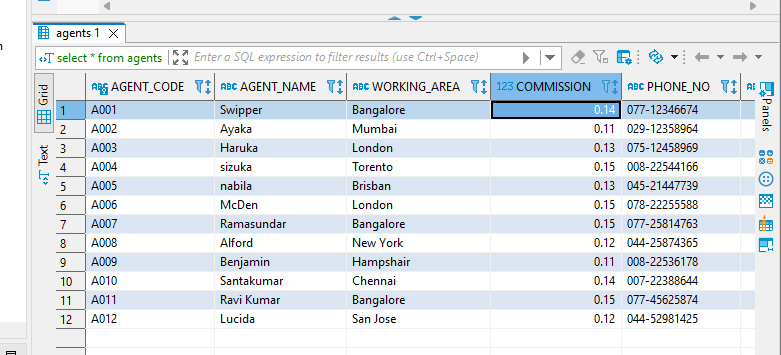 n
agents 1
select * from agents Enter a SQL expression to filter results (use Ctrl+Space)
Grid
Text
ABC AGENT_CODE ABC AGENT_NAME ABC WORKING_AREA 123 COMMISSION ABC PHONE_NO ABC
1 A001 Swipper Bangalore 0.14 077-12346674
2 A002 Ayaka Mumbai 0.11 029-12358964
3 A003 Haruka London 0.13 075-12458969
4 A004 sizuka Torento 0.15 008-22544166
5 A005 nabila Brisban 0.13 045-21447739
6 A006 McDen London 0.15 078-22255588
7 A007 Ramasundar Bangalore 0.15 077-25814763
8 A008 Alford New York 0.12 044-25874365
9 A009 Benjamin Hampshair 0.11 008-22536178
10 A010 Santakumar Chennai 0.14 007-22388644
11 A011 Ravi Kumar Bangalore 0.15 077-45625874
12 A012 Lucida San Jose 0.12 044-52981425
Panels